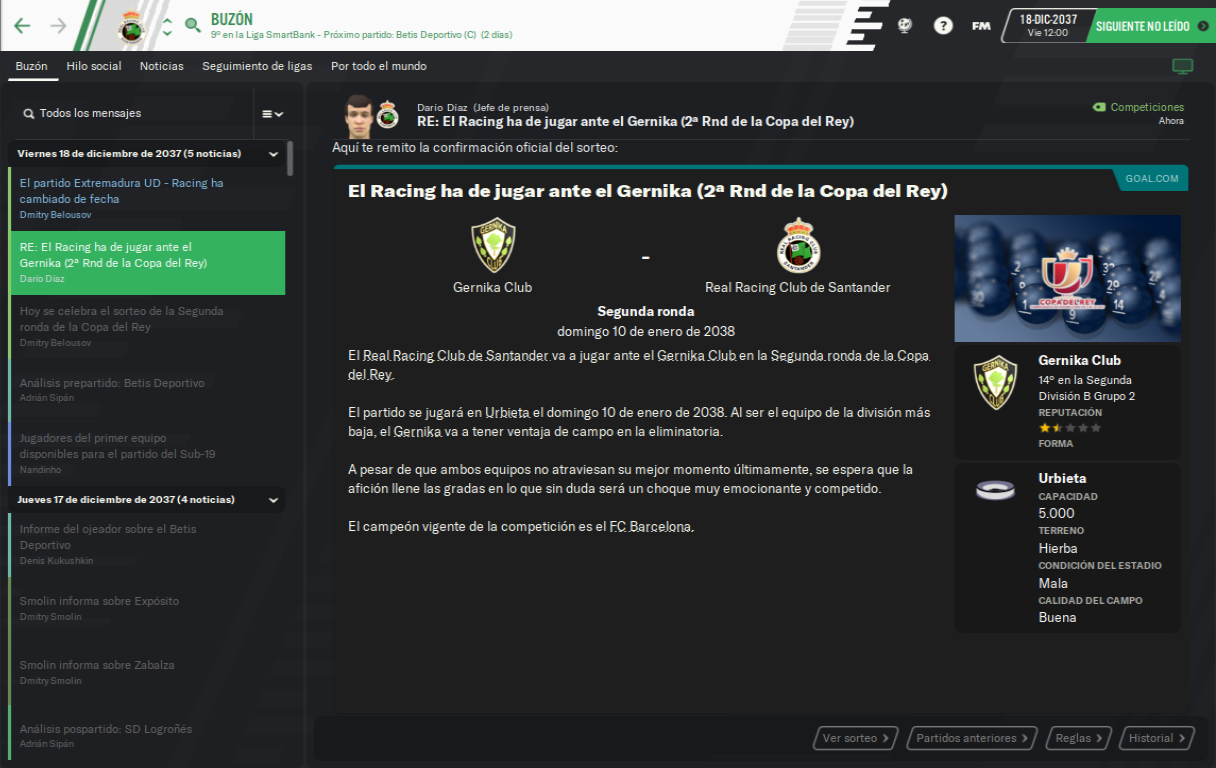 BUZÓN
9º en la Liga SmartBank - Próximo partido: Betis Deportivo (C) (2 días)
?
FM
18-DIC-2037
Vie 12:00
SIGUIENTE NO LEÍDO
Buzón
Hilo social
Noticias
Seguimiento de ligas
Por todo el mundo
Todos los mensajes
Viernes 18 de diciembre de 2037 (5 noticias)
El partido Extremadura UD - Racing ha
cambiado de fecha
Dmitry Belousov
RE: El Racing ha de jugar ante el
Gernika (2ª Rnd de la Copa del Rey)
Darío Díaz
Hoy se celebra el sorteo de la Segunda
ronda de la Copa del Rey
Dmitry Belousov
Análisis prepartido: Betis Deportivo
Adrián Sipán
Jugadores del primer equipo
disponibles para el partido del Sub-19
Nandinho
Jueves 17 de diciembre de 2037 (4 noticias)
Informe del ojeador sobre el Betis
Deportivo
Denis Kukushkin
Smolin informa sobre Expósito
Dmitry Smolin
Smolin informa sobre Zabalza
Dmitry Smolin
Análisis pospartido: SD Logroñés
Adrián Sipán
Darío Díaz (Jefe de prensa)
RE: El Racing ha de jugar ante el Gernika (2ª Rnd de la Copa del Rey)
Competiciones
Ahora
Aquí te remito la confirmación oficial del sorteo:
GOAL.COM
El Racing ha de jugar ante el Gernika (2ª Rnd de la Copa del Rey)
GERNIKA
CLUB
-
REAL RACING CLUB
SANTANDER
Gernika Club
Real Racing Club de Santander
Segunda ronda
domingo 10 de enero de 2038
El Real Racing Club de Santander va a jugar ante el Gernika Club en la Segunda ronda de la Copa
del Rey.
El partido se jugará en Urbieta el domingo 10 de enero de 2038. Al ser el equipo de la división más
baja, el Gernika va a tener ventaja de campo en la eliminatoria.
A pesar de que ambos equipos no atraviesan su mejor momento últimamente, se espera que la
afición llene las gradas en lo que sin duda será un choque muy emocionante y competido.
El campeón vigente de la competición es el FC Barcelona.
COPA DEL REY
Gernika Club
14º en la Segunda
División B Grupo 2
REPUTACIÓN
FORMA
Urbieta
CAPACIDAD
5.000
TERRENO
Hierba
CONDICIÓN DEL ESTADIO
Mala
CALIDAD DEL CAMPO
Buena
Ver sorteo
Partidos anteriores
Reglas
Historial